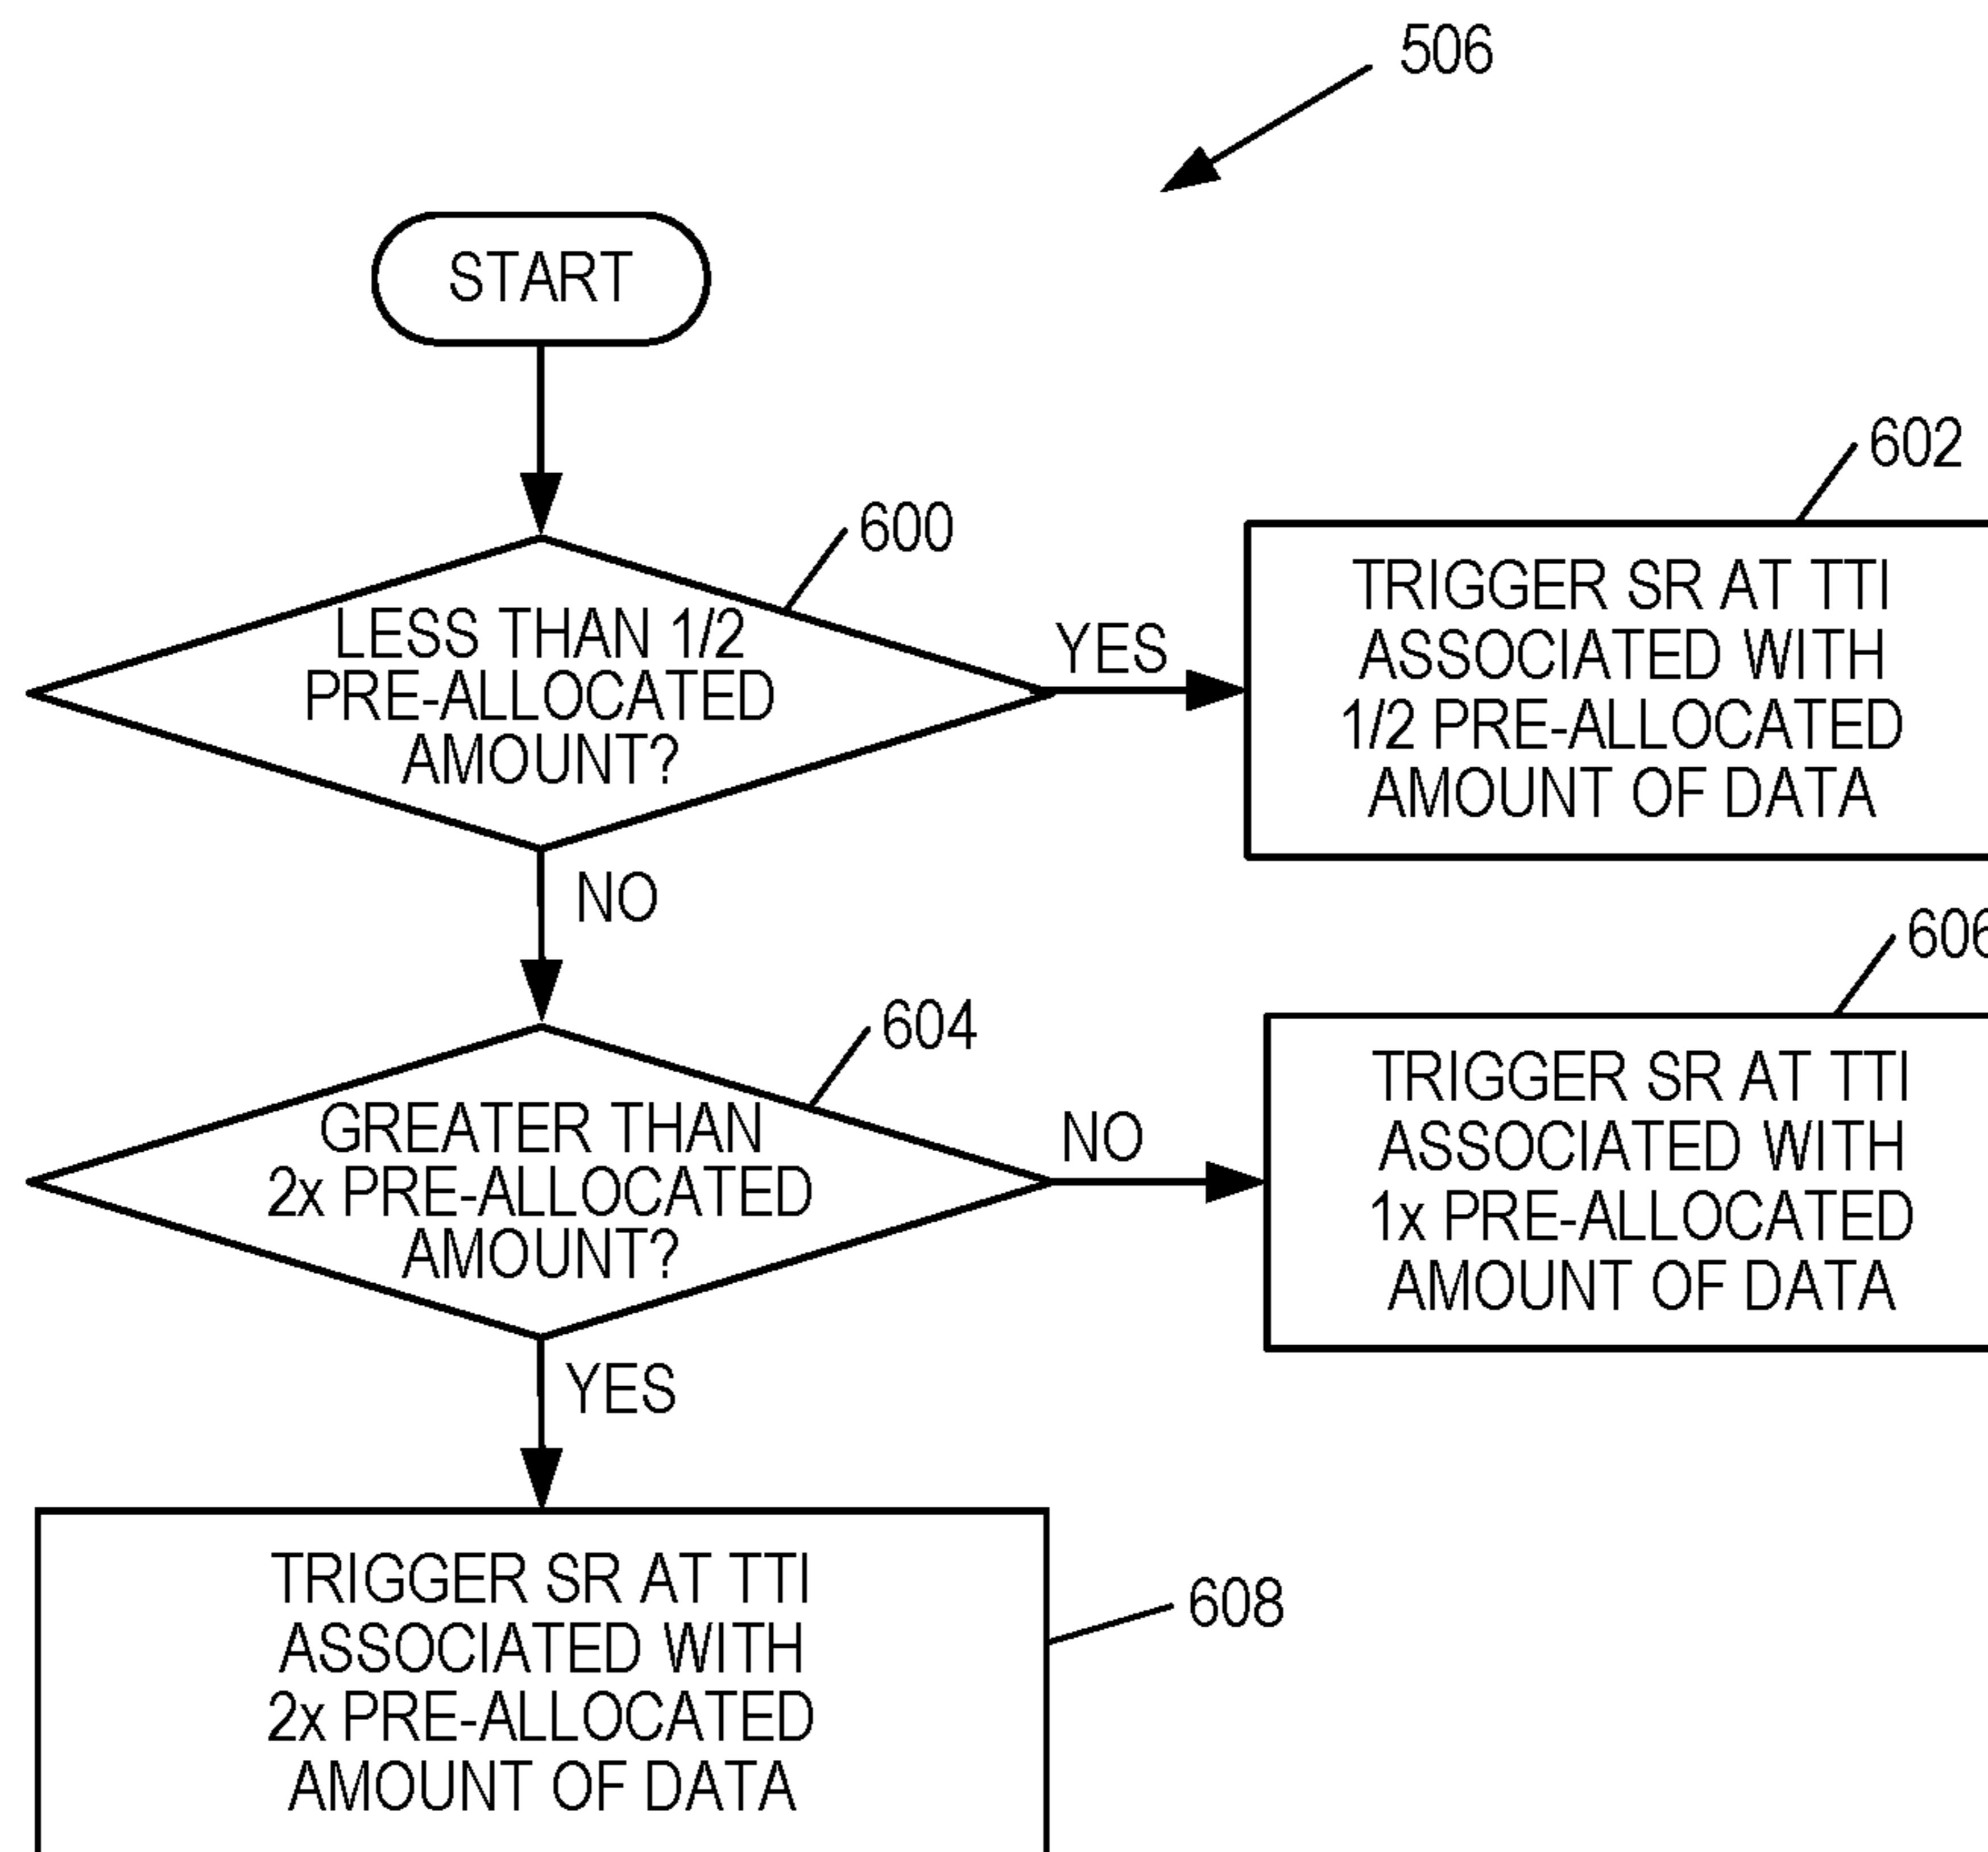 506
START
602
600
LESS THAN 1/2
PRE-ALLOCATED
AMOUNT?
YES
TRIGGER SR AT TTI
ASSOCIATED WITH
1/2 PRE-ALLOCATED
AMOUNT OF DATA
NO
606
604
GREATER THAN
2x PRE-ALLOCATED
AMOUNT?
NO
TRIGGER SR AT TTI
ASSOCIATED WITH
1x PRE-ALLOCATED
AMOUNT OF DATA
YES
TRIGGER SR AT TTI
ASSOCIATED WITH
2x PRE-ALLOCATED
AMOUNT OF DATA
608